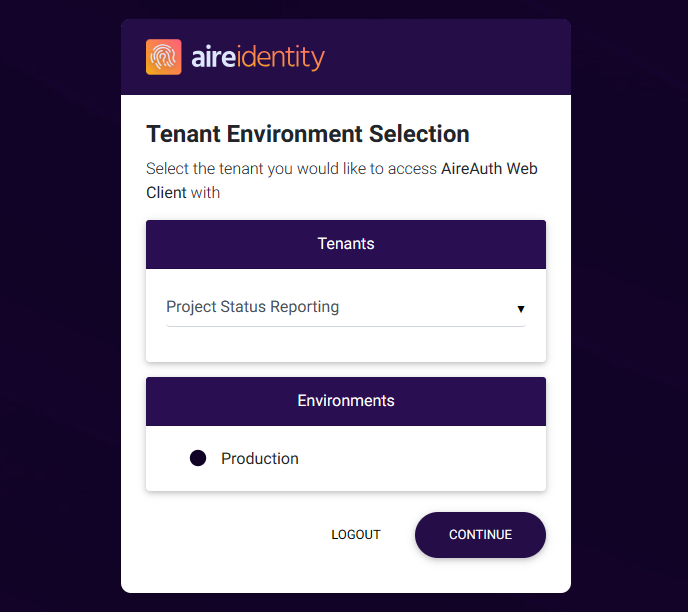 aireidentity
Tenant Environment Selection
Select the tenant you would like to access AireAuth Web
Client with
Tenants
Project Status Reporting
Environments
Production
LOGOUT
CONTINUE